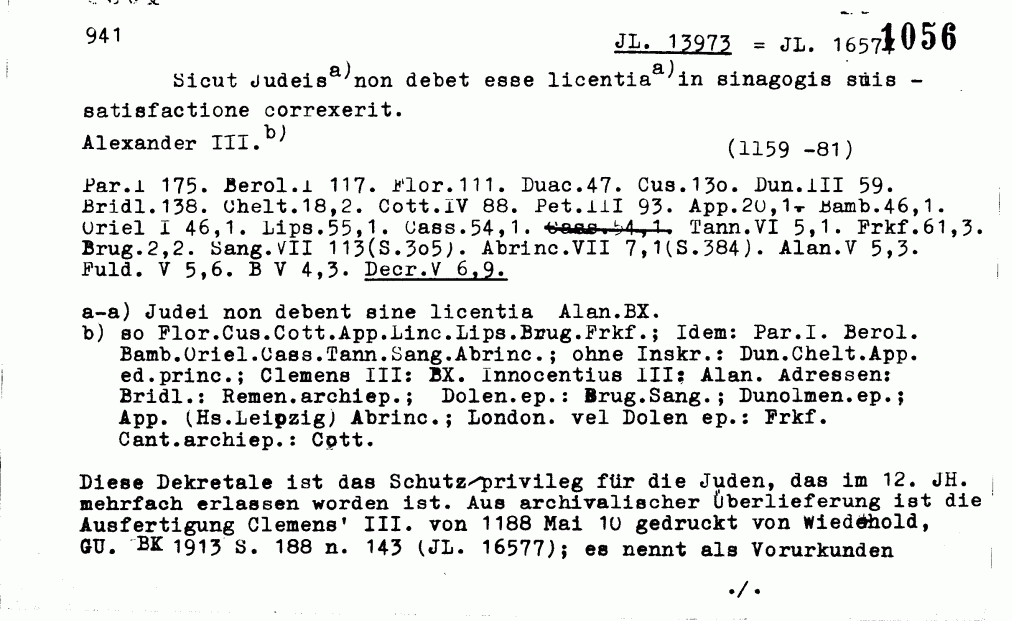 941
JL. 13973 = JL. 1657 1056
Sicut Judeis a) non debet esse licentia a) in sinagogis suis -
satisfactione correxerit.
Alexander III. b) (1159 -81)
Par.I 175. Berol.I 117. Flor.111. Duac.47. Cus.13o. Dun.III 59.
Bridl.138. Chelt.18,2. Cott.IV 88. Pet.III 93. App.20,1. Bamb.46,1.
Oriel I 46,1. Lips.55,1. Cass.54,1. Cass.54,1. Tann.VI 5,1. Frkf.61,3.
Brug.2,2. Sang.VII 113(S.3o5). Abrinc.VII 7,1(S.384). Alan.V 5,3.
Fuld. V 5,6. B V 4,3. Decr.V 6,9.
a-a) Judei non debent sine licentia Alan.BX.
b) so Flor.Cus.Cott.App.Linc.Lips.Brug.Frkf.; Idem: Par.I. Berol.
Bamb.Oriel.Cass.Tann.Sang.Abrinc.; ohne Inskr.: Dun.Chelt.App.
ed.princ.; Clemens III: BX. Innocentius III: Alan. Adressen:
Bridl.: Remen.archiep.; Dolen.ep.: Brug.Sang.; Dunolmen.ep.;
App. (Hs.Leipzig) Abrinc.; London. vel Dolen ep.: Frkf.
Cant.archiep.: Cott.
Diese Dekretale ist das Schutzprivileg für die Juden, das im 12. JH.
mehrfach erlassen worden ist. Aus archivalischer Überlieferung ist die
Ausfertigung Clemens' III. von 1188 Mai 10 gedruckt von Wiedehold,
GU. BK 1913 S. 188 n. 143 (JL. 16577); es nennt als Vorurkunden
./.